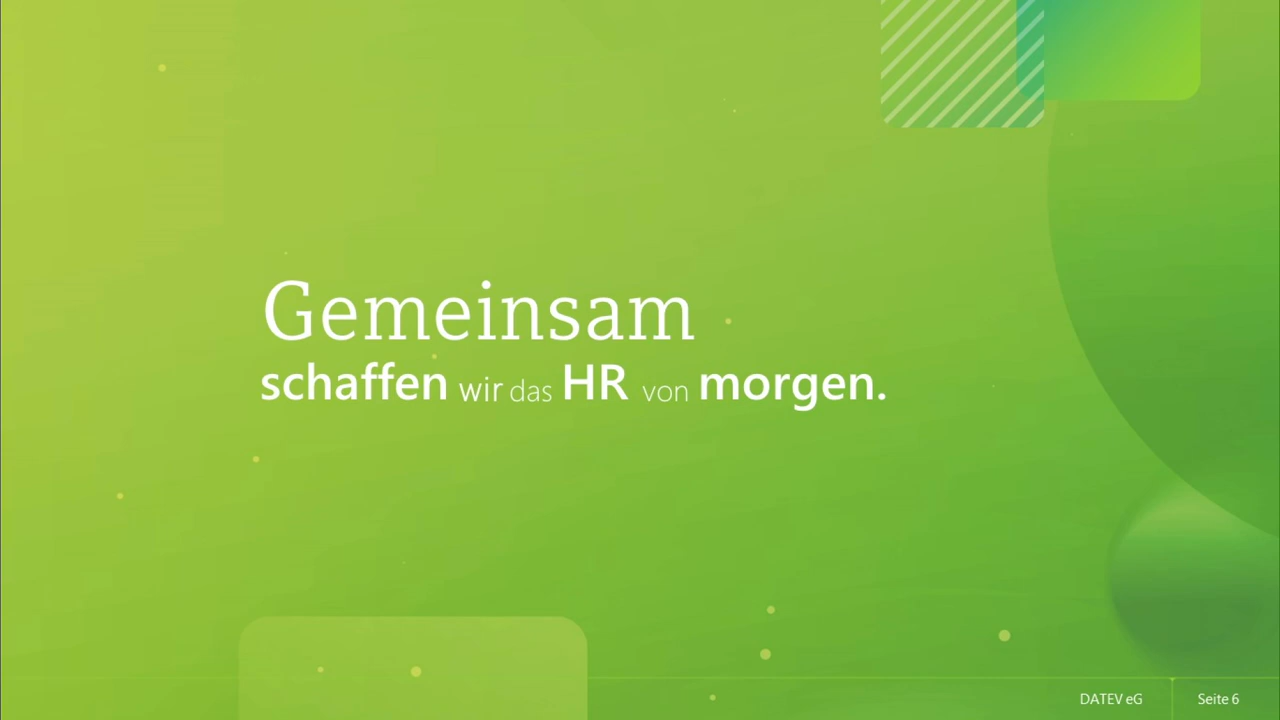 Gemeinsam
schaffen wir das HR von morgen.
DATEV eG
Seite 6